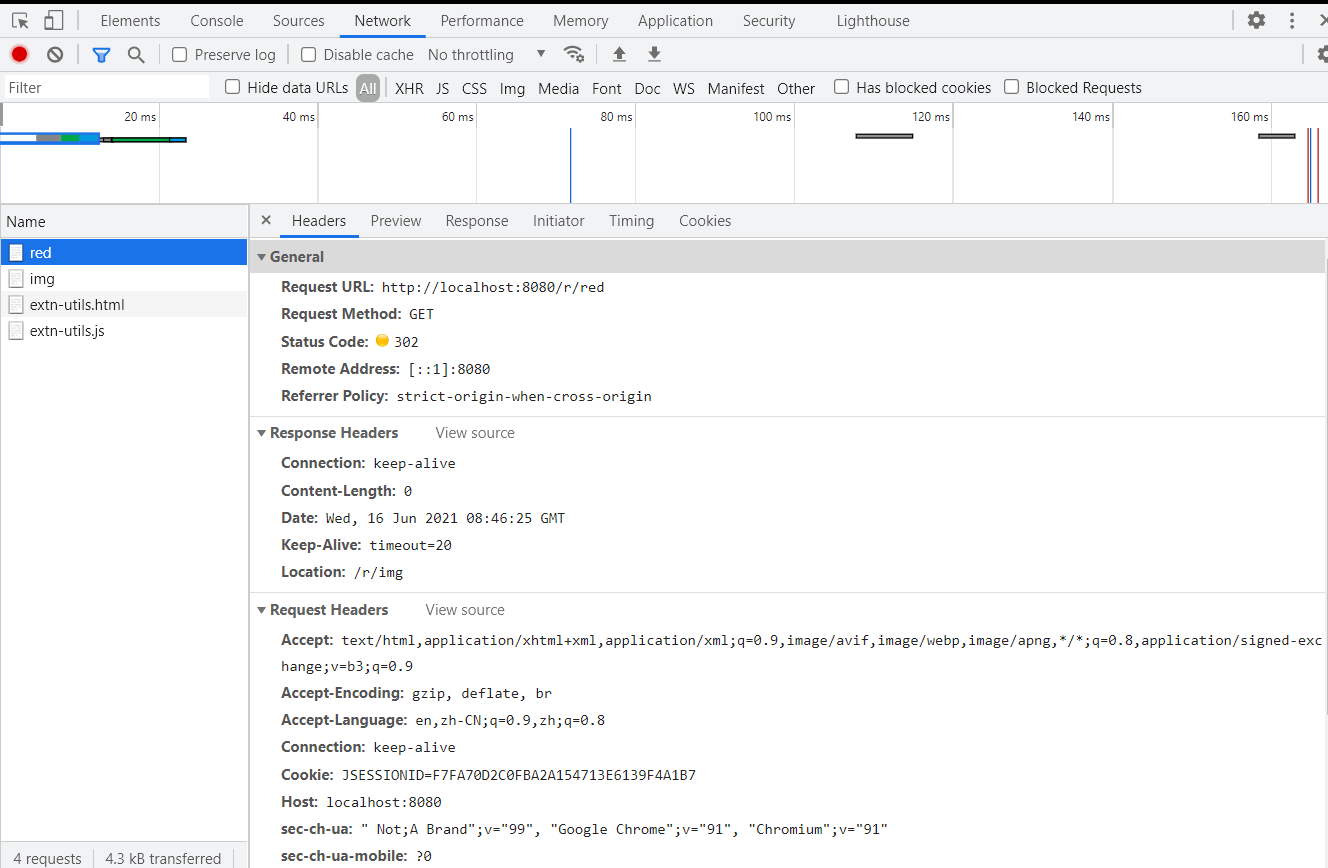 Elements Console Sources Network Performance Memory Application Security Lighthouse
Preserve log Disable cache No throttling
Filter Hide data URLs All XHR JS CSS Img Media Font Doc WS Manifest Other Has blocked cookies Blocked Requests
20 ms 40 ms 60 ms 80 ms 100 ms 120 ms 140 ms 160 ms
Name
red
img
extn-utils.html
extn-utils.js
4 requests 4.3 kB transferred
× Headers Preview Response Initiator Timing Cookies
General
Request URL: http://localhost:8080/r/red
Request Method: GET
Status Code: 302
Remote Address: [::1]:8080
Referrer Policy: strict-origin-when-cross-origin
Response Headers View source
Connection: keep-alive
Content-Length: 0
Date: Wed, 16 Jun 2021 08:46:25 GMT
Keep-Alive: timeout=20
Location: /r/img
Request Headers View source
Accept: text/html,application/xhtml+xml,application/xml;q=0.9,image/avif,image/webp,image/apng,*/*;q=0.8,application/signed-exc
hange;v=b3;q=0.9
Accept-Encoding: gzip, deflate, br
Accept-Language: en,zh-CN;q=0.9,zh;q=0.8
Connection: keep-alive
Cookie: JSESSIONID=F7FA70D2C0FBA2A154713E6139F4A1B7
Host: localhost:8080
sec-ch-ua: " Not;A Brand";v="99", "Google Chrome";v="91", "Chromium";v="91"
sec-ch-ua-mobile: ?0